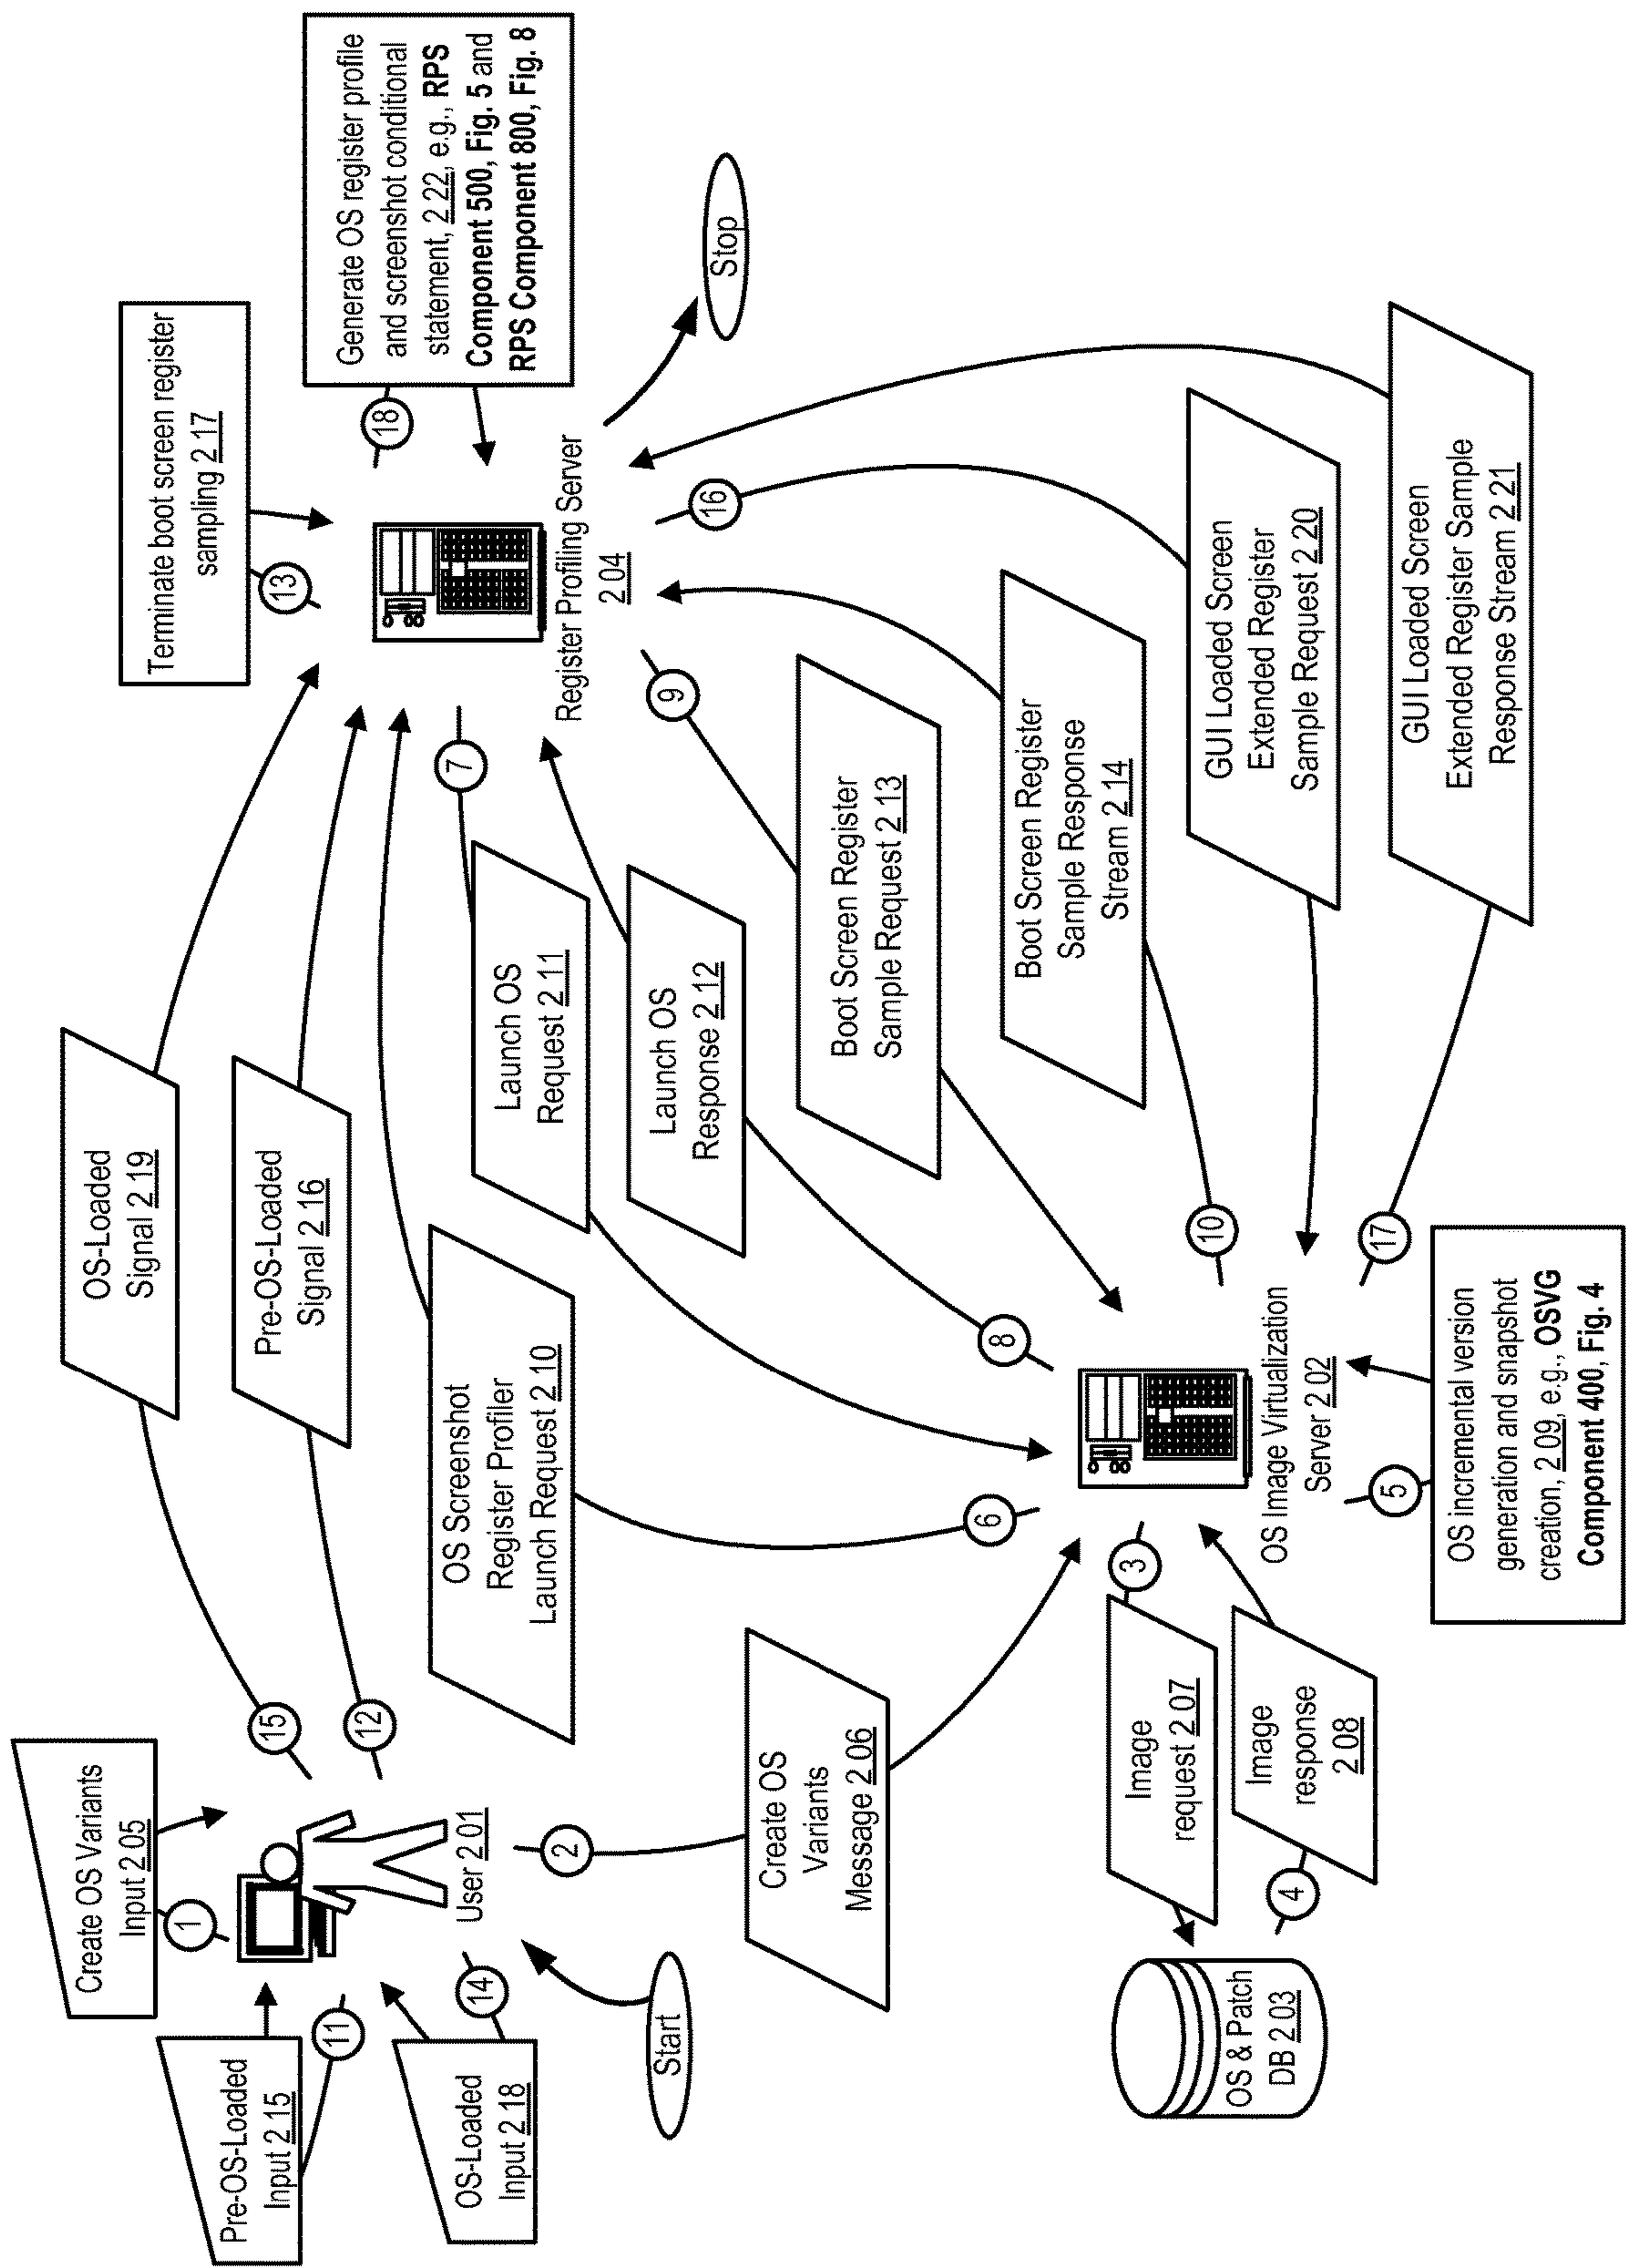 Create OS Variants
Input 2 05
1
Pre-OS-Loaded
Input 2 15
11
OS-Loaded
Input 2 18
14
Start
User 2 01
15
12
2
OS-Loaded
Signal 2 19
Pre-OS-Loaded
Signal 2 16
OS Screenshot
Register Profiler
Launch Request 2 10
6
Create OS
Variants
Message 2 06
Image
request 2 07
3
Image
response
2 08
4
OS & Patch
DB 2 03
OS Image Virtualization
Server 2 02
5
OS incremental version
generation and snapshot
creation, 2 09, e.g., OSVG
Component 400, Fig. 4
Launch OS
Request 2 11
7
Launch OS
Response 2 12
8
Boot Screen Register
Sample Request 2 13
9
Boot Screen Register
Sample Response
Stream 2 14
10
GUI Loaded Screen
Extended Register
Sample Request 2 20
16
GUI Loaded Screen
Extended Register Sample
Response Stream 2 21
17
Register Profiling Server
2 04
Terminate boot screen register
sampling 2 17
13
Generate OS register profile
and screenshot conditional
statement, 2 22, e.g., RPS
Component 500, Fig. 5 and
RPS Component 800, Fig. 8
18
Stop